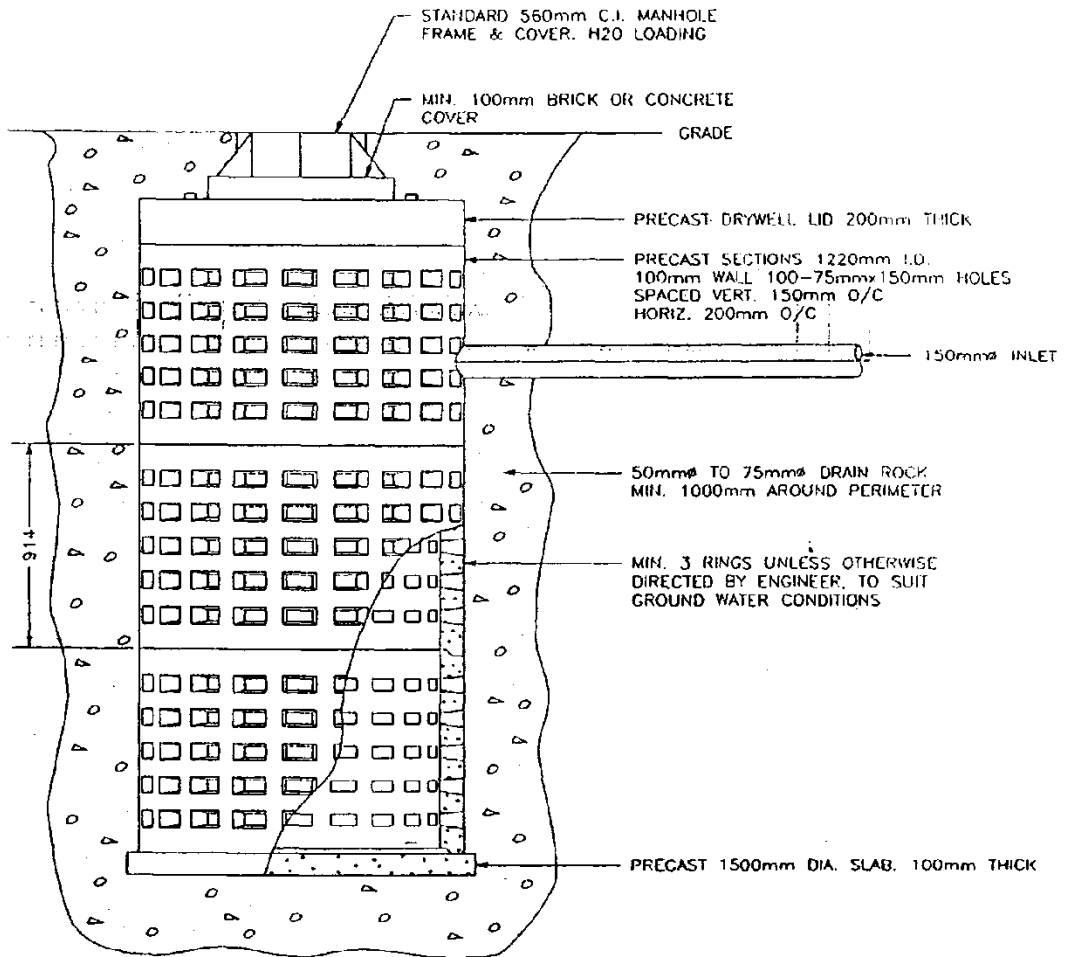 STANDARD 560mm C.I. MANHOLE
FRAME & COVER. H20 LOADING
MIN. 100mm BRICK OR CONCRETE
COVER
GRADE
PRECAST DRYWELL LID 200mm THICK
PRECAST SECTIONS 1220mm I.D.
100mm WALL 100-75mmx150mm HOLES
SPACED VERT. 150mm O/C
HORIZ. 200mm O/C
150mmø INLET
914
50mmø TO 75mmø DRAIN ROCK
MIN. 1000mm AROUND PERIMETER
MIN. 3 RINGS UNLESS OTHERWISE
DIRECTED BY ENGINEER, TO SUIT
GROUND WATER CONDITIONS
PRECAST 1500mm DIA. SLAB. 100mm THICK